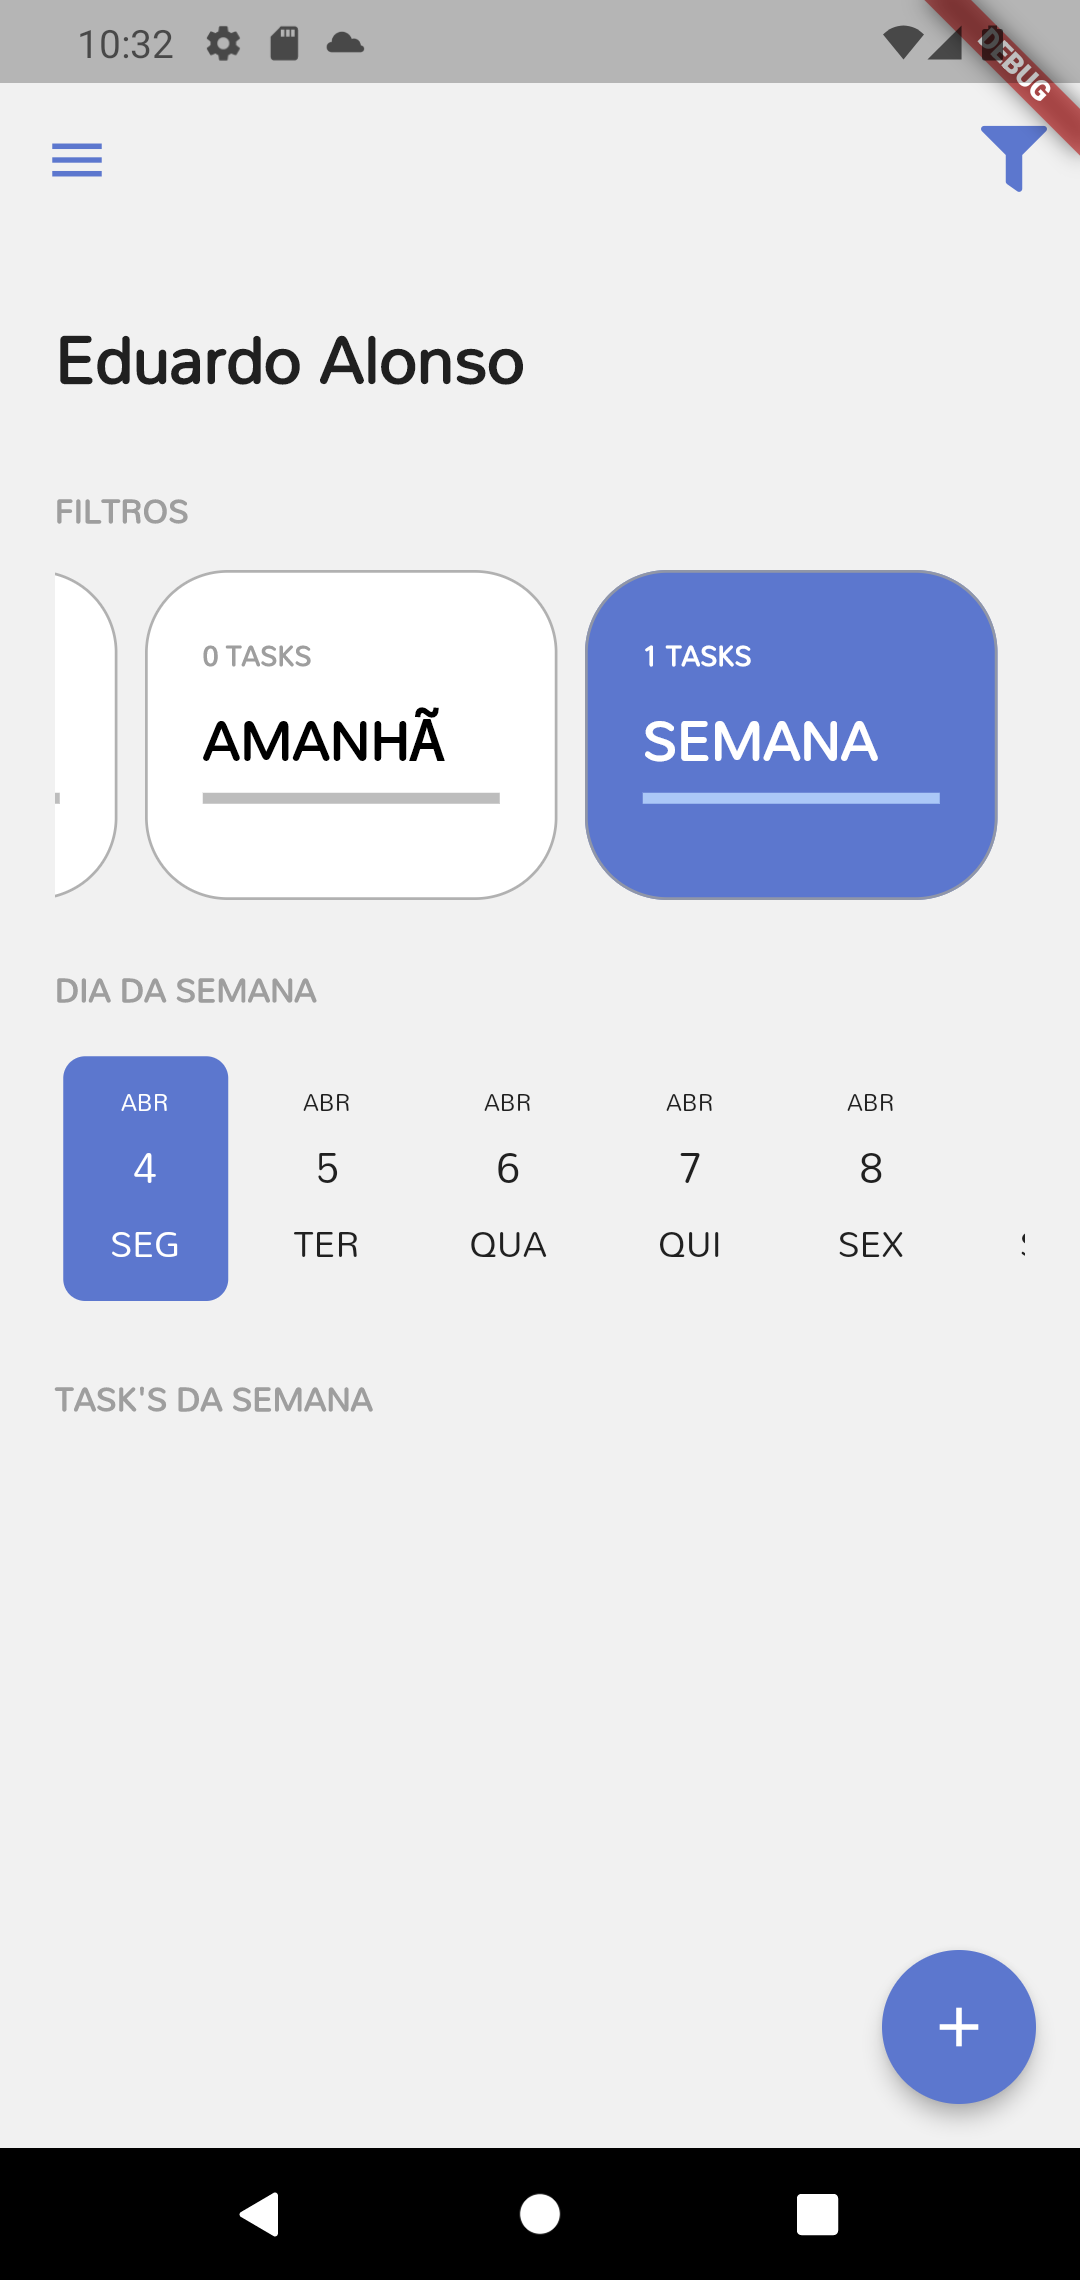 10:32
DEBUG
Eduardo Alonso
FILTROS
0 TASKS
AMANHÃ
1 TASKS
SEMANA
DIA DA SEMANA
ABR ABR ABR ABR ABR
4 5 6 7 8
SEG TER QUA QUI SEX
TASK'S DA SEMANA